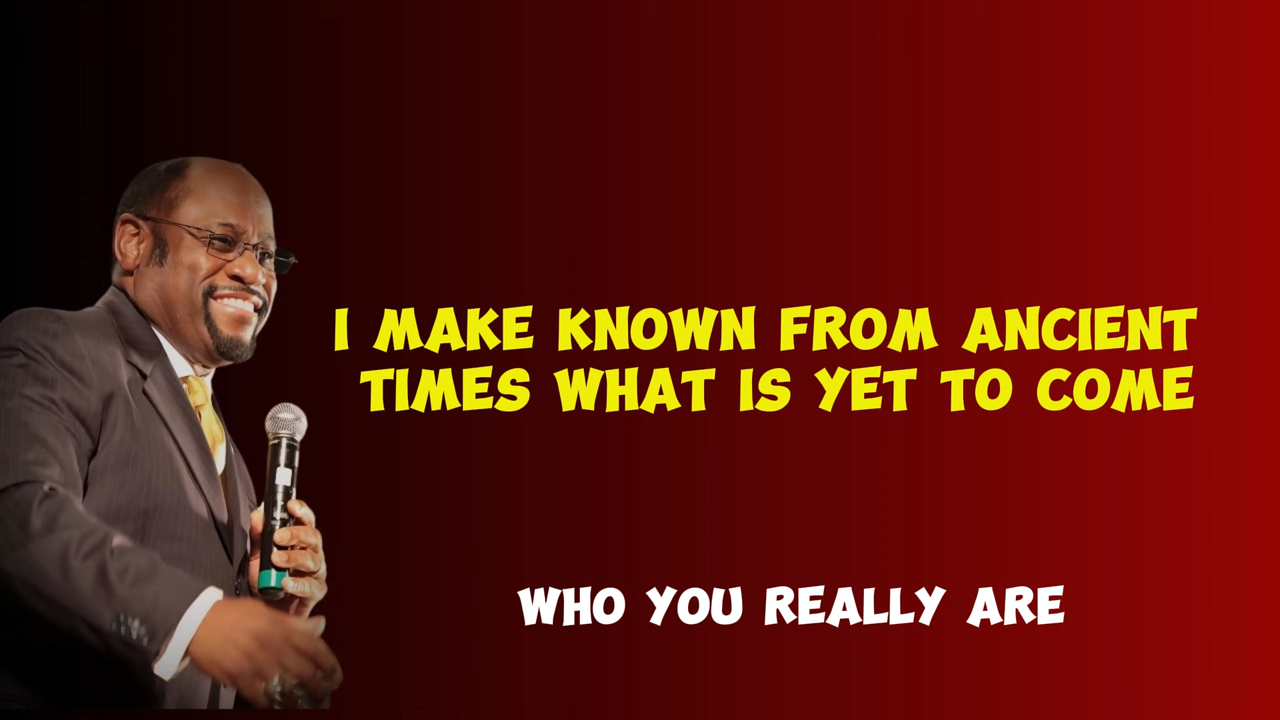 I MAKE KNOWN FROM ANCIENT
TIMES WHAT IS YET TO COME
WHO YOU REALLY ARE